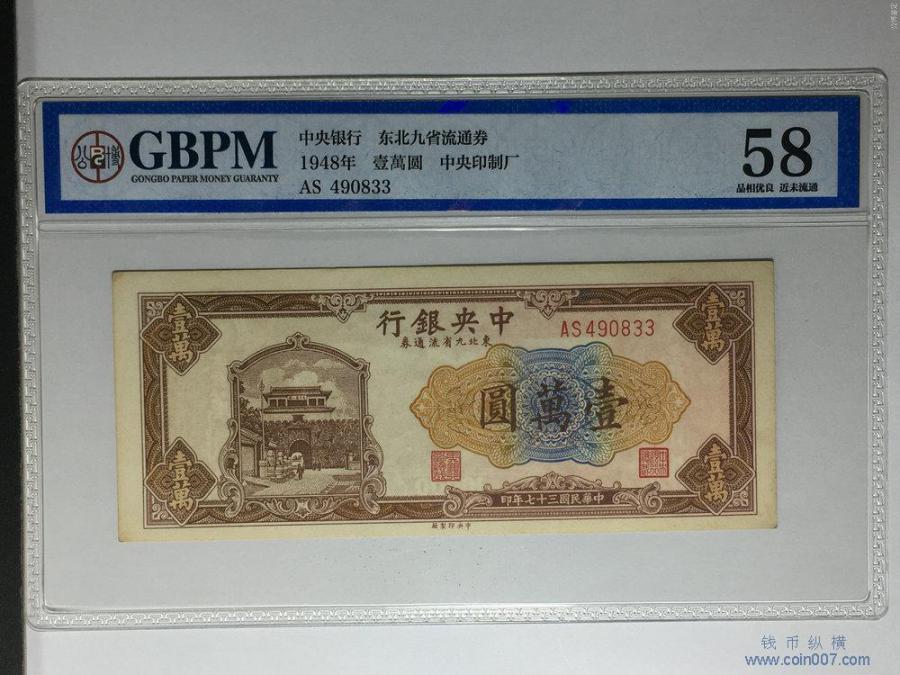 GBPM
GONGBO PAPER MONEY GUARANTY
中央银行 东北九省流通券
1948年 壹萬圆 中央印制厂
AS 490833
58
品相优良 近未流通
壹萬
壹萬
行銀央中
券通流省九北東
AS490833
圓萬壹
壹萬
壹萬
印年七十三國民華中
廠製印央中
钱币纵横
www.coin007.com